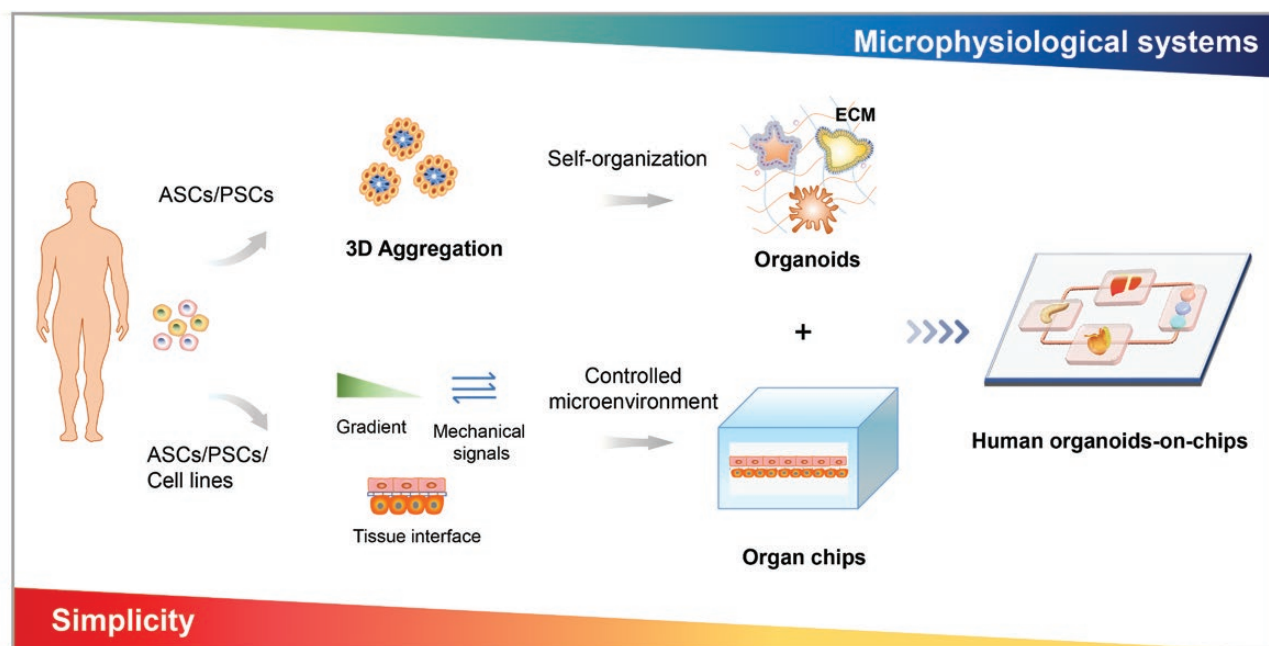 Microphysiological systems
ASCs/PSCs
3D Aggregation
Self-organization
ECM
Organoids
+
ASCs/PSCs/
Cell lines
Gradient
Mechanical
signals
Tissue interface
Controlled
microenvironment
Organ chips
Human organoids-on-chips
Simplicity